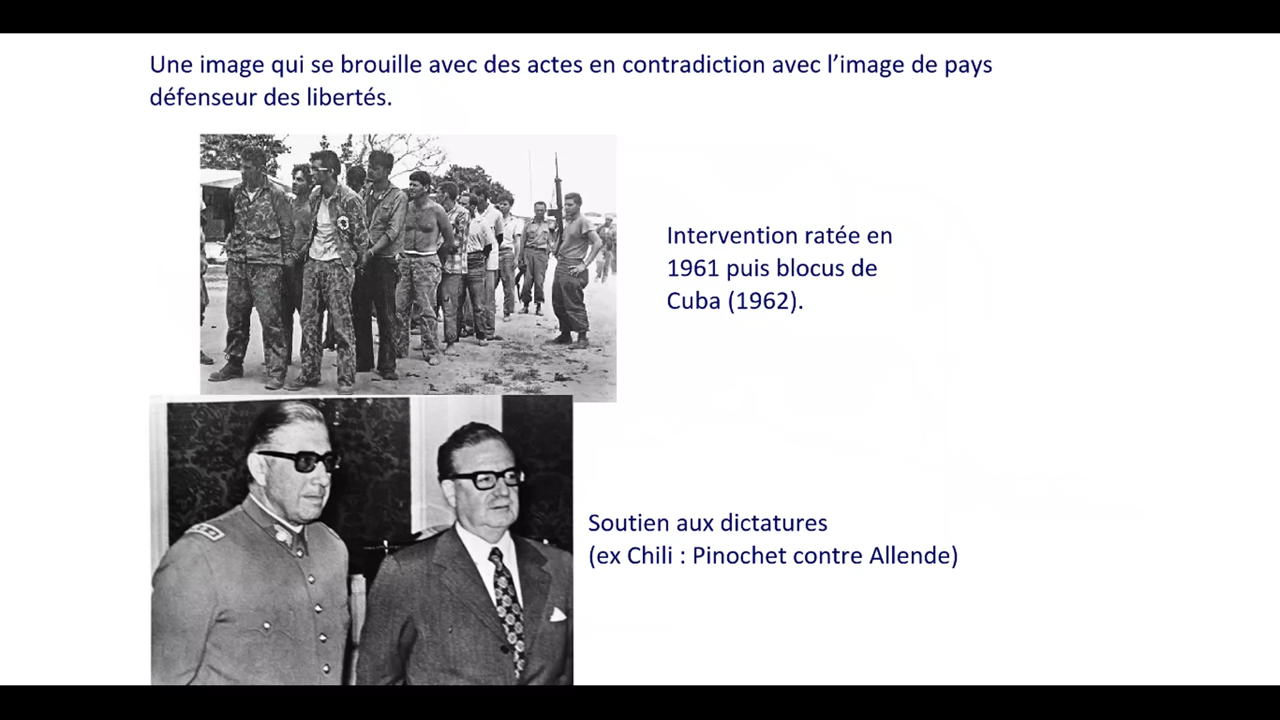 Une image qui se brouille avec des actes en contradiction avec l’image de pays
défenseur des libertés.
Intervention ratée en
1961 puis blocus de
Cuba (1962).
Soutien aux dictatures
(ex Chili : Pinochet contre Allende)